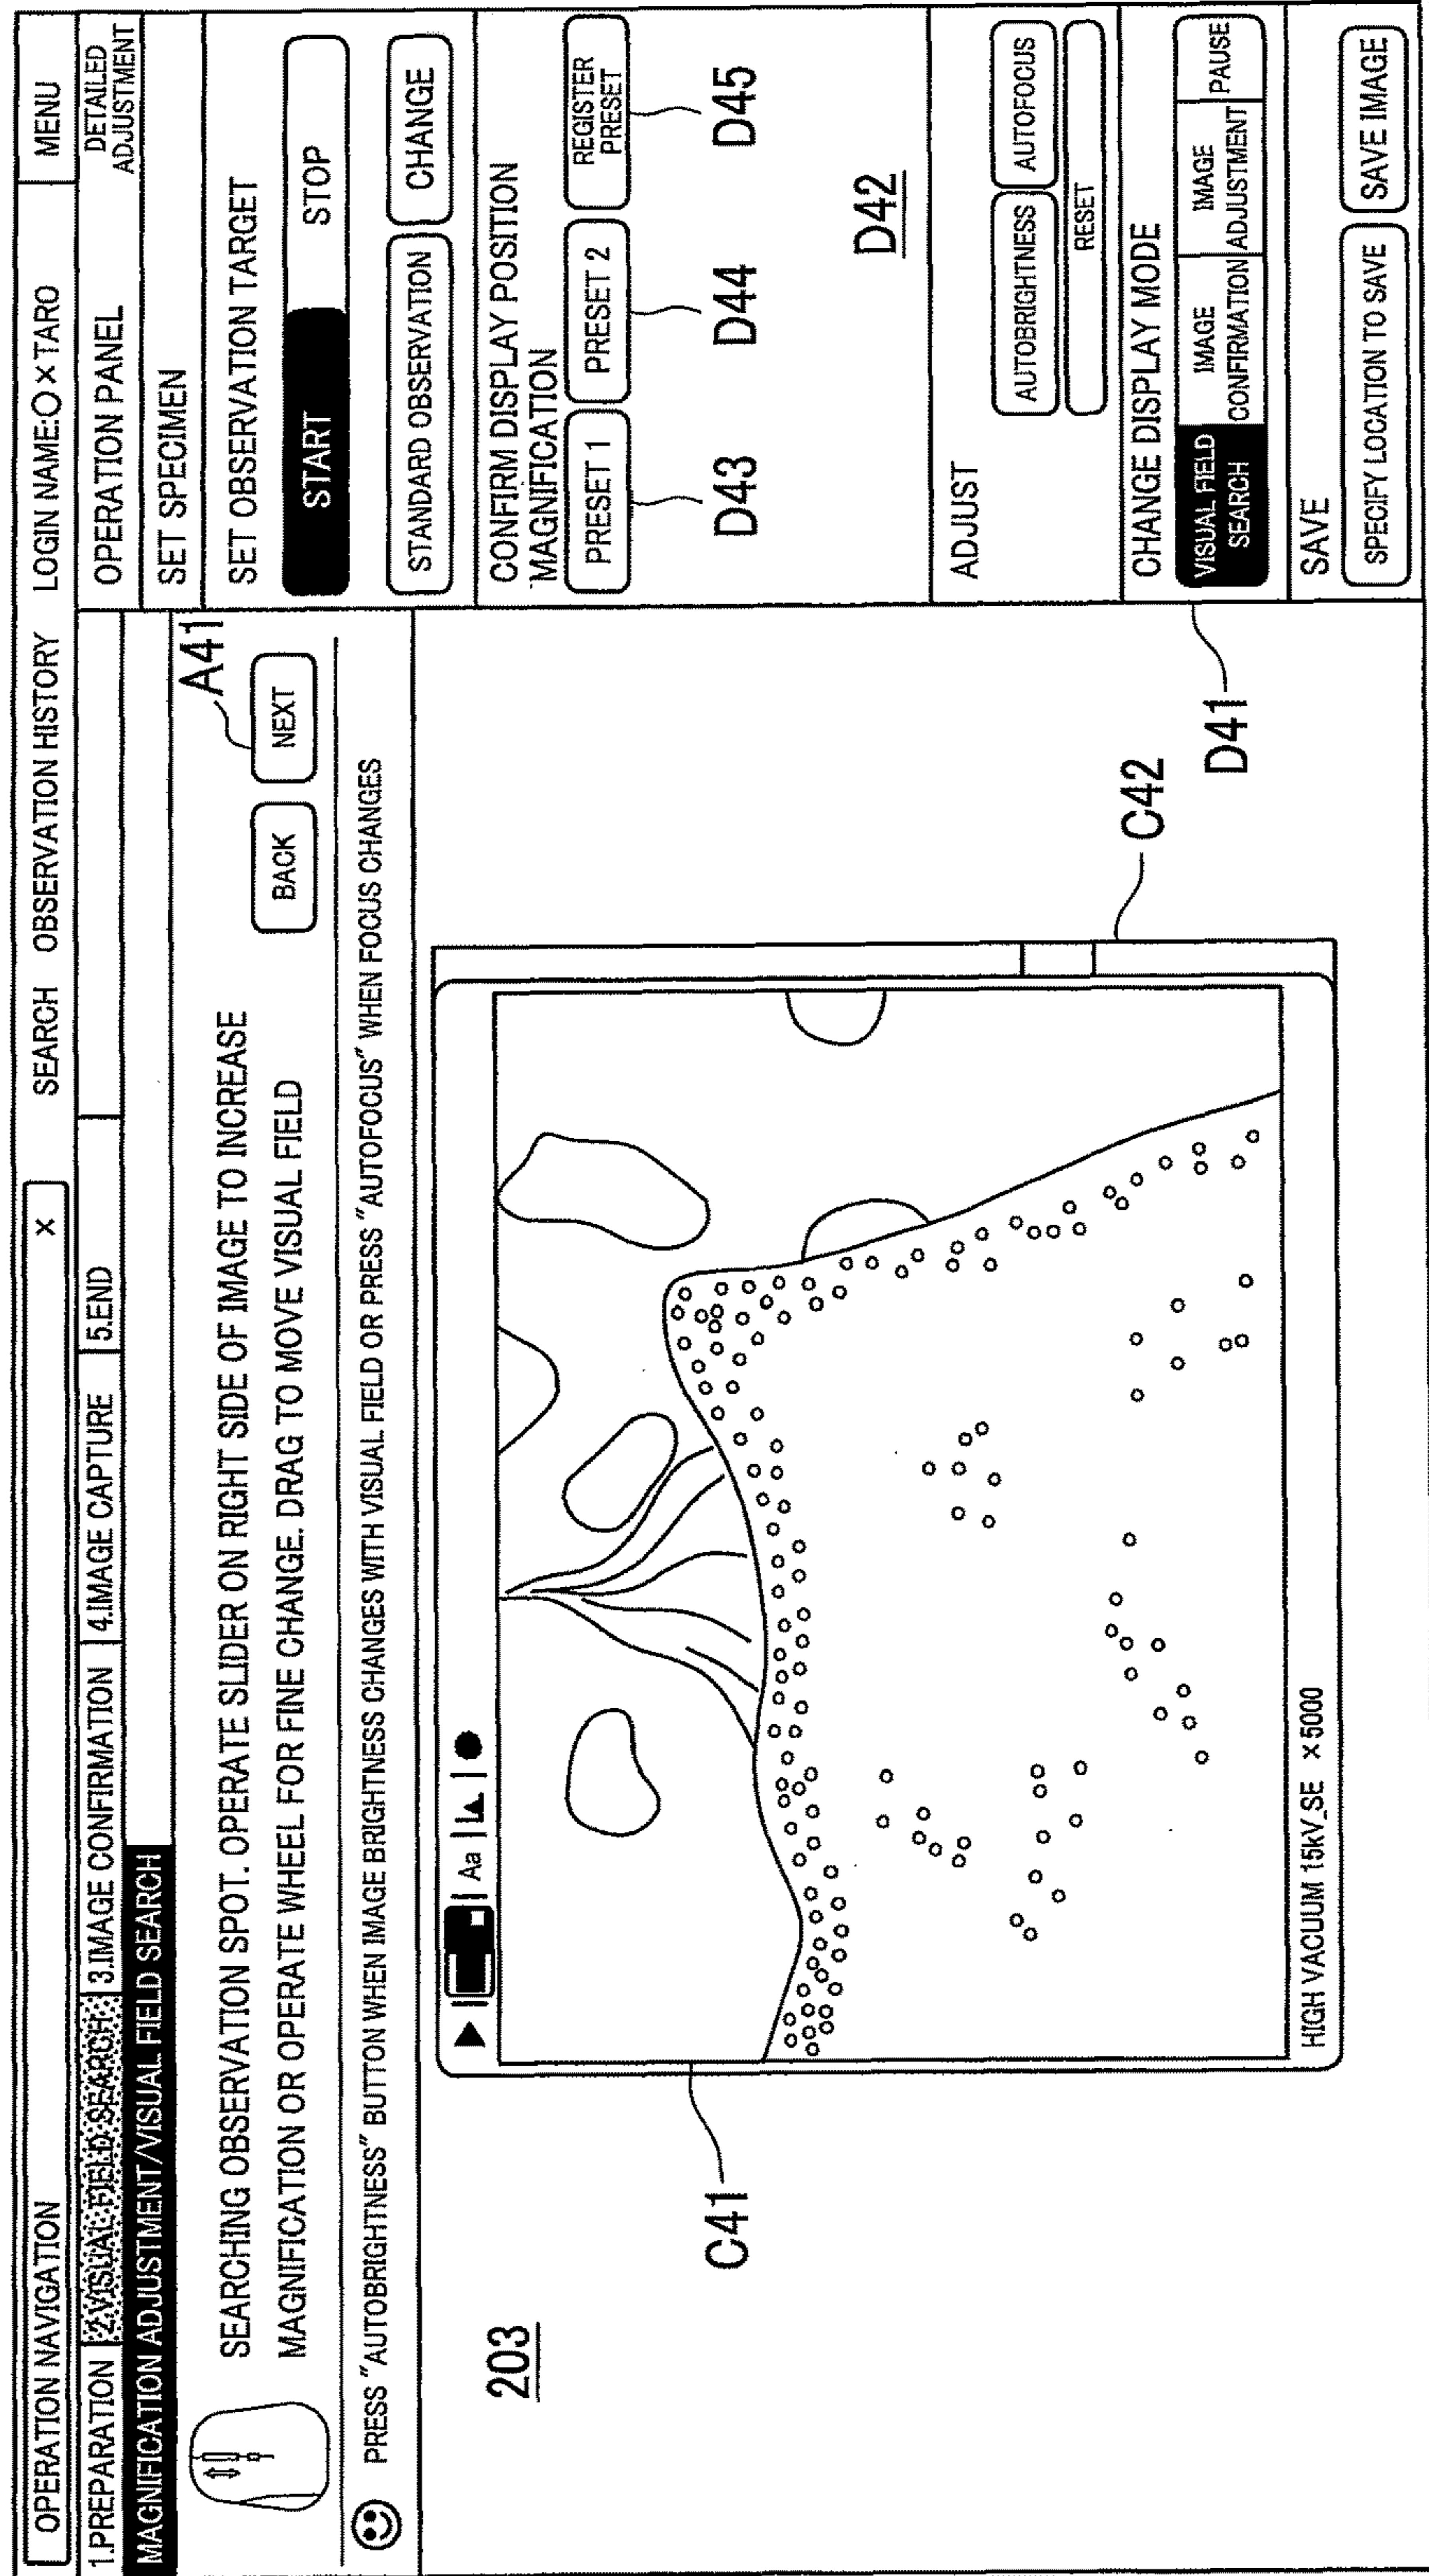 OPERATION NAVIGATION × SEARCH OBSERVATION HISTORY LOGIN NAME:○×TARO MENU
1.PREPARATION 2.VISUAL FIELD SEARCH 3.IMAGE CONFIRMATION 4.IMAGE CAPTURE 5.END
MAGNIFICATION ADJUSTMENT/VISUAL FIELD SEARCH
SEARCHING OBSERVATION SPOT. OPERATE SLIDER ON RIGHT SIDE OF IMAGE TO INCREASE
MAGNIFICATION OR OPERATE WHEEL FOR FINE CHANGE. DRAG TO MOVE VISUAL FIELD
A41
BACK NEXT
PRESS "AUTOBRIGHTNESS" BUTTON WHEN IMAGE BRIGHTNESS CHANGES WITH VISUAL FIELD OR PRESS "AUTOFOCUS" WHEN FOCUS CHANGES
203
Aa
C41
C42
HIGH VACUUM 15kV_SE ×5000
OPERATION PANEL
DETAILED
ADJUSTMENT
SET SPECIMEN
SET OBSERVATION TARGET
START STOP
STANDARD OBSERVATION CHANGE
CONFIRM DISPLAY POSITION
MAGNIFICATION
PRESET 1 PRESET 2
REGISTER
PRESET
D43 D44 D45
D42
ADJUST
AUTOBRIGHTNESS AUTOFOCUS
RESET
CHANGE DISPLAY MODE
VISUAL FIELD
SEARCH
IMAGE
CONFIRMATION
IMAGE
ADJUSTMENT
PAUSE
D41
SAVE
SPECIFY LOCATION TO SAVE SAVE IMAGE